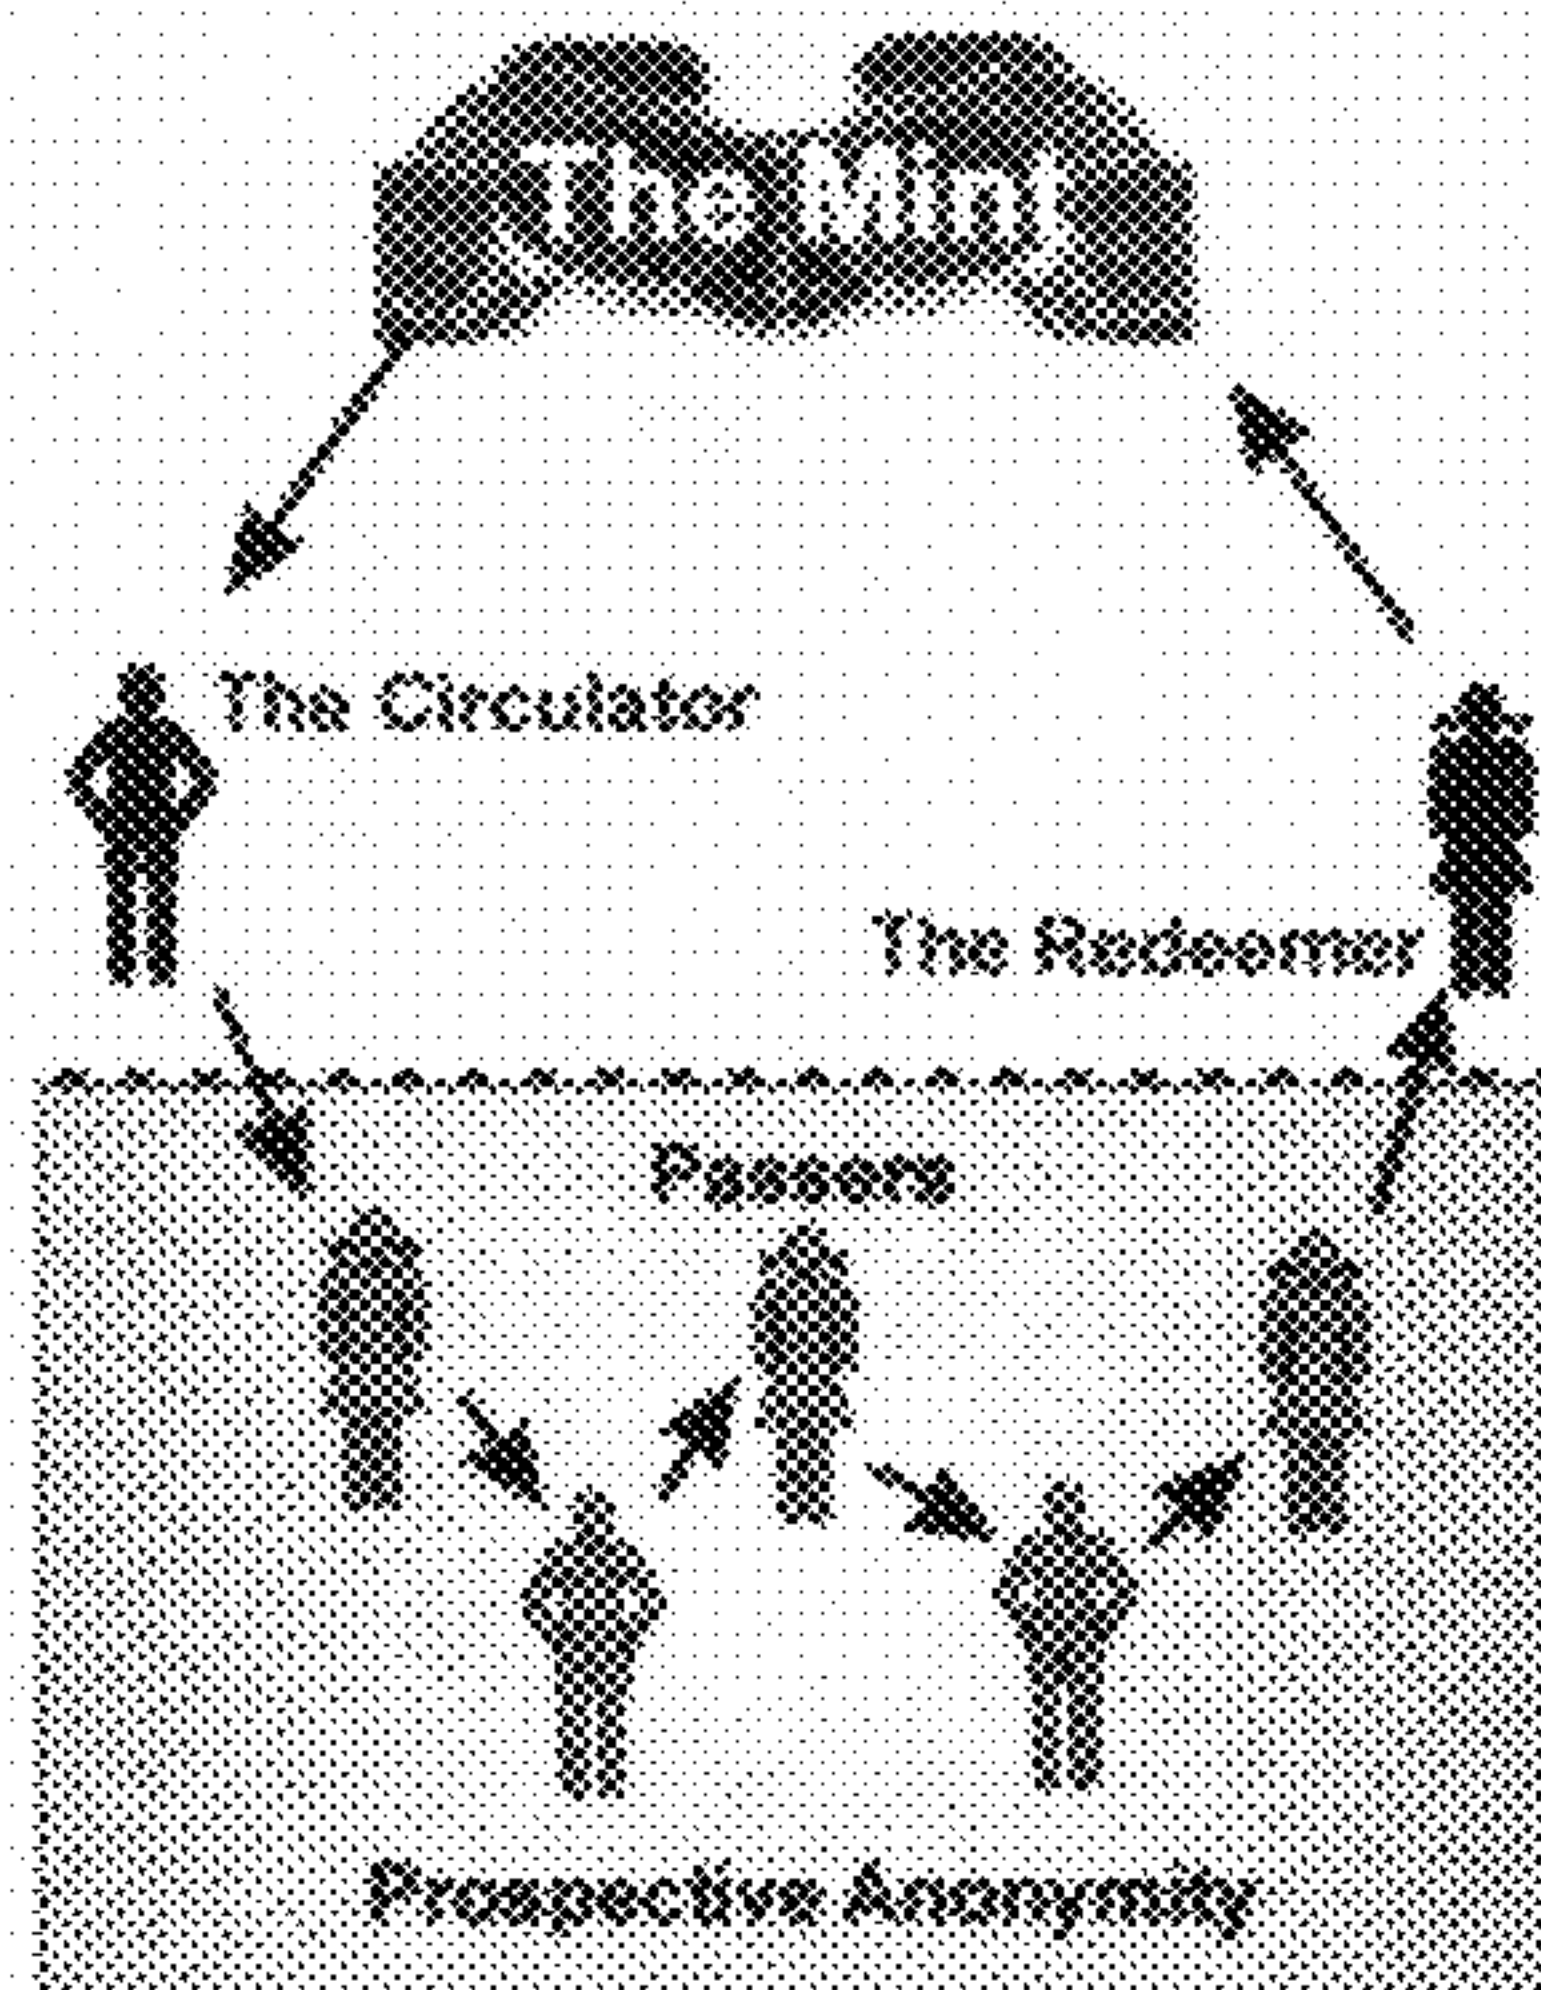 The Mint
The Circulator
The Redeemer
Passers
Prospective Anonymity